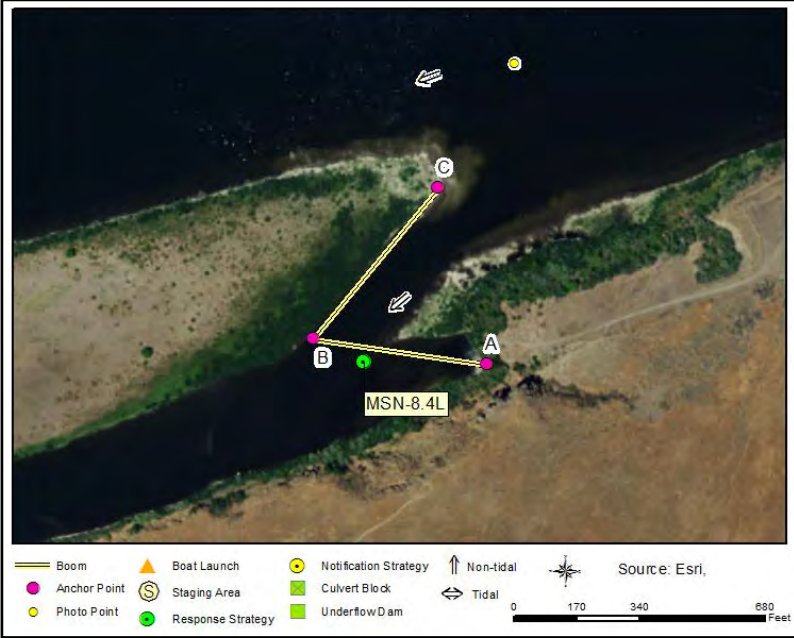 C
B
A
MSN-8.4L
Boom
Boat Launch
Notification Strategy
Non-tidal
Source: Esri,
Anchor Point
S
Staging Area
Culvert Block
Tidal
Photo Point
Response Strategy
Underflow Dam
0 170 340 680
Feet